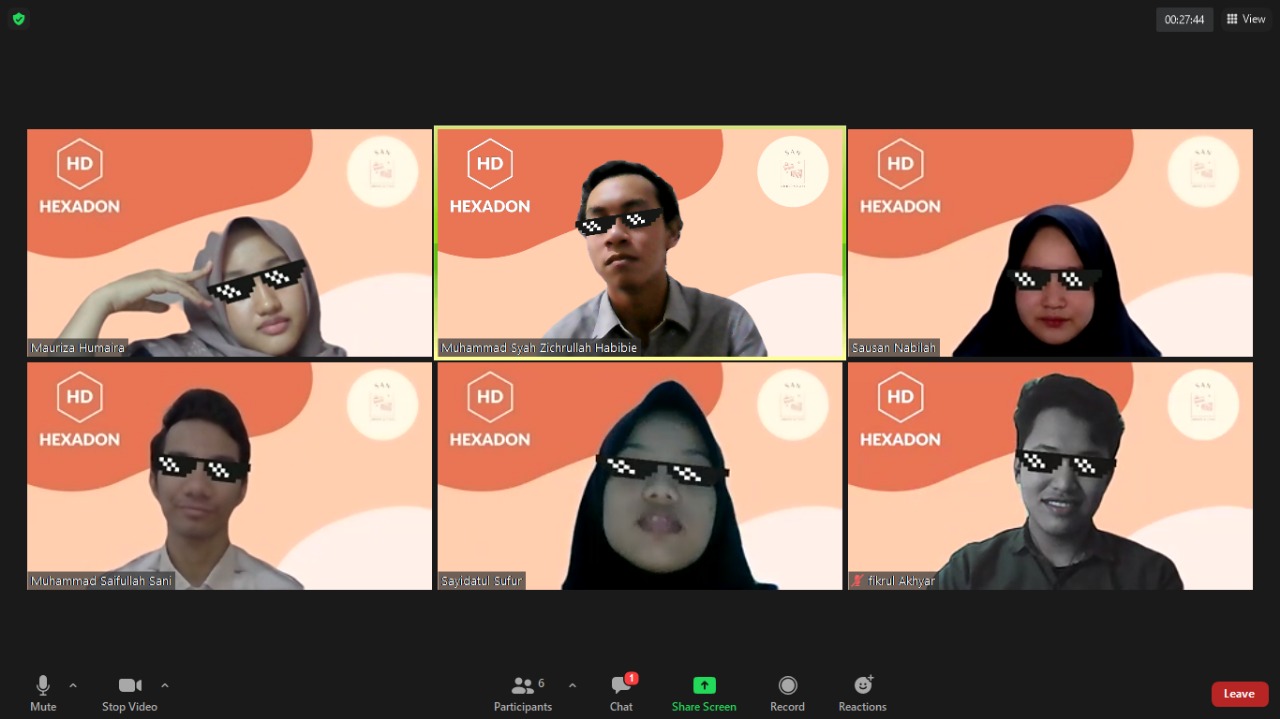 00:27:44
View
HD
HEXADON
HD
HEXADON
HD
HEXADON
Mauriza Humaira
Muhammad Syah Zichrullah Habibie
Sausan Nabilah
HD
HEXADON
HD
HEXADON
HD
HEXADON
Muhammad Saifullah Sani
Sayidatul Sufur
fikrul Akhyar
6
1
Mute
Stop Video
Participants
Chat
Share Screen
Record
Reactions
Leave